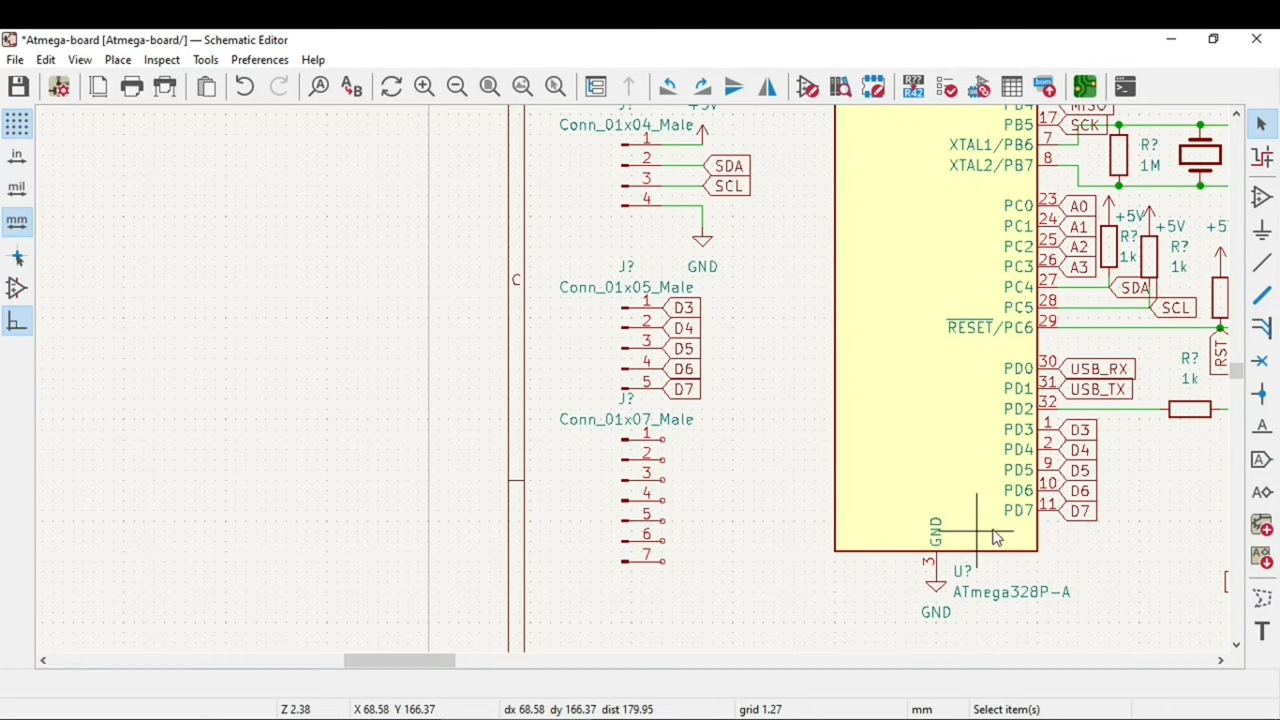 *Atmega-board [Atmega-board/] — Schematic Editor
File Edit View Place Inspect Tools Preferences Help
R?? R42
bom
in
mil
mm
Conn_01x04_Male
1
2 SDA
3 SCL
4
GND
J?
Conn_01x05_Male
1 D3
2 D4
3 D5
4 D6
5 D7
J?
Conn_01x07_Male
1
2
3
4
5
6
7
C
PB5 17 SCK
XTAL1/PB6 7
XTAL2/PB7 8
R?
1M
PC0 23 A0
PC1 24 A1
PC2 25 A2
PC3 26 A3
PC4 27 SDA
PC5 28 SCL
RESET/PC6 29
+5V
R?
1k
+5V
R?
1k
RST
PD0 30 USB_RX
PD1 31 USB_TX
PD2 32
R?
1k
PD3 1 D3
PD4 2 D4
PD5 9 D5
PD6 10 D6
PD7 11 D7
GND
3
U?
ATmega328P-A
GND
A
A
T
Z 2.38 X 68.58 Y 166.37 dx 68.58 dy 166.37 dist 179.95 grid 1.27 mm Select item(s)